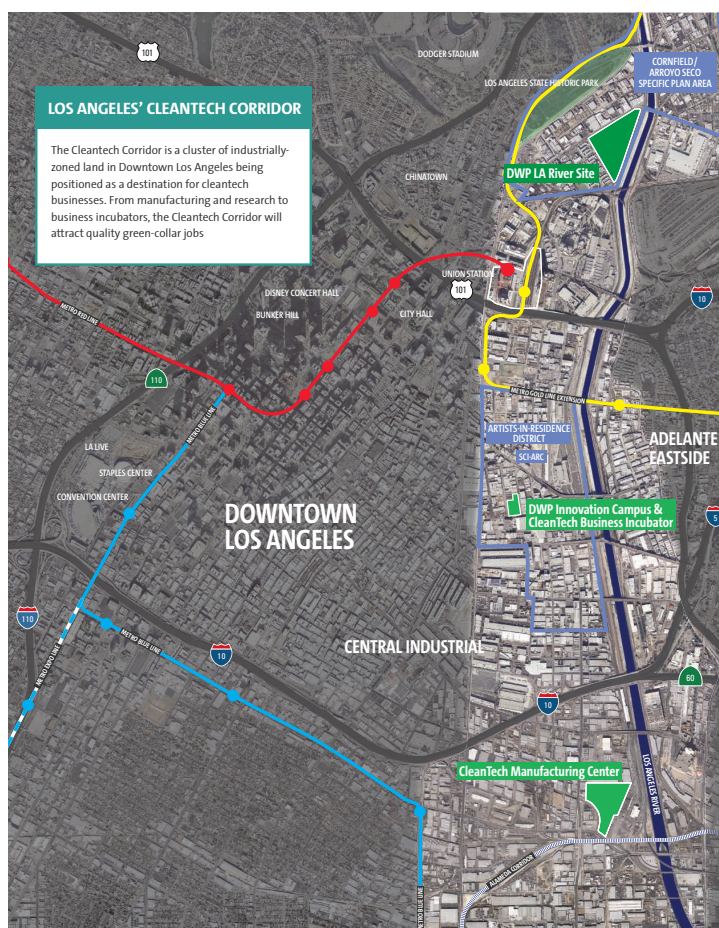 101
DODGER STADIUM
LOS ANGELES STATE HISTORIC PARK
CORNFIELD/
ARROYO SECO
SPECIFIC PLAN AREA
LOS ANGELES’ CLEANTECH CORRIDOR
The Cleantech Corridor is a cluster of industrially-
zoned land in Downtown Los Angeles being
positioned as a destination for cleantech
businesses. From manufacturing and research to
business incubators, the Cleantech Corridor will
attract quality green-collar jobs
CHINATOWN
DWP LA River Site
UNION STATION
101
10
DISNEY CONCERT HALL
BUNKER HILL
CITY HALL
METRO RED LINE
110
METRO BLUE LINE
METRO GOLD LINE EXTENSION
ARTISTS-IN-RESIDENCE
DISTRICT
SCI-ARC
ADELANTE
EASTSIDE
LA LIVE
STAPLES CENTER
CONVENTION CENTER
DOWNTOWN
LOS ANGELES
DWP Innovation Campus &
CleanTech Business Incubator
5
110
METRO BLUE LINE
10
CENTRAL INDUSTRIAL
METRO EXPO LINE
60
10
CleanTech Manufacturing Center
LOS ANGELES RIVER
ALAMEDA CORRIDOR
METRO BLUE LINE